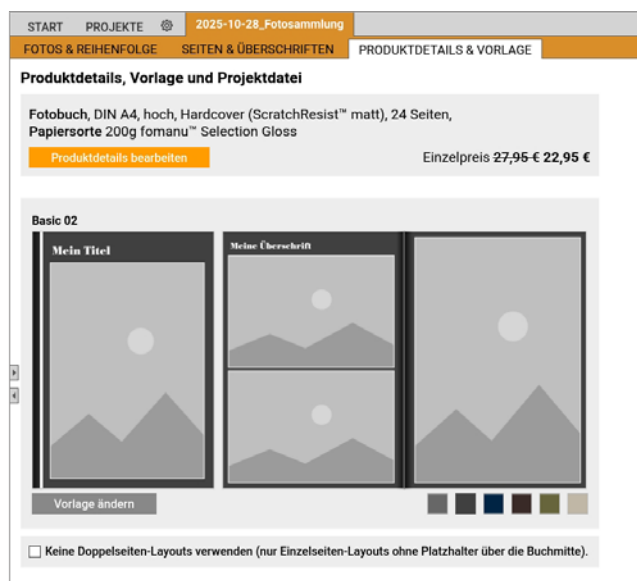 START PROJEKTE 2025-10-28_Fotosammlung
FOTOS & REIHENFOLGE SEITEN & ÜBERSCHRIFTEN PRODUKTDETAILS & VORLAGE
Produktdetails, Vorlage und Projektdatei
Fotobuch, DIN A4, hoch, Hardcover (ScratchResist™ matt), 24 Seiten,
Papiersorte 200g fomanu™ Selection Gloss
Produktdetails bearbeiten Einzelpreis 27,95 € 22,95 €
Basic 02
Mein Titel Meine Überschrift
Vorlage ändern
Keine Doppelseiten-Layouts verwenden (nur Einzelseiten-Layouts ohne Platzhalter über die Buchmitte).